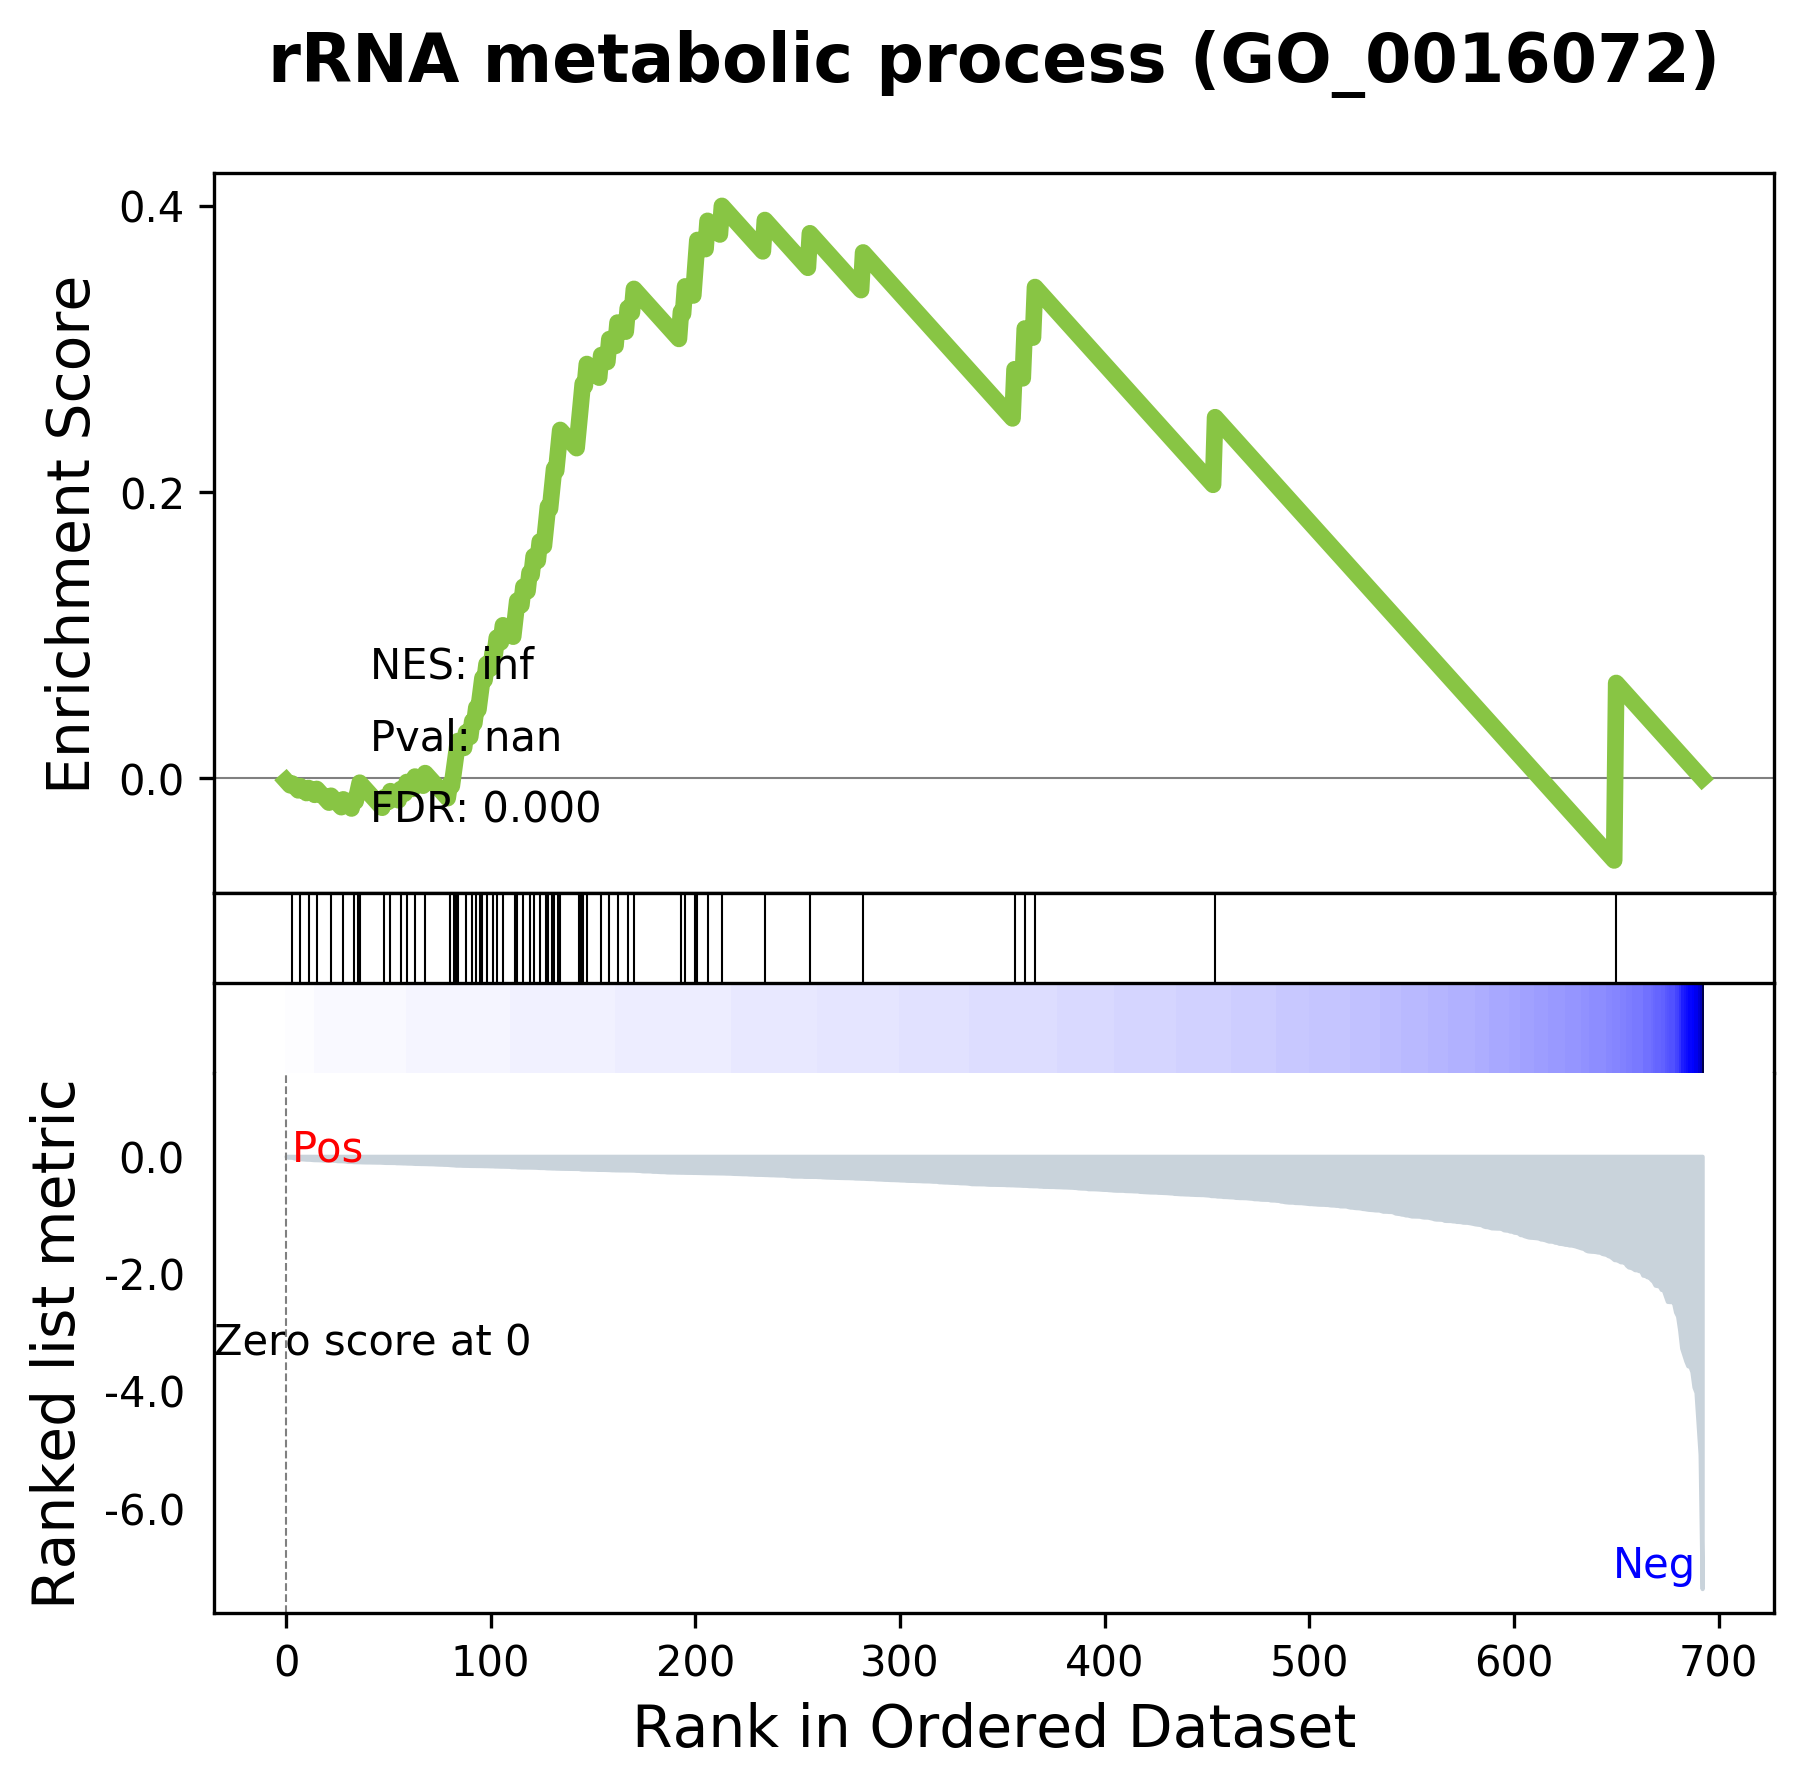 rRNA metabolic process (GO_0016072)
Enrichment Score
0.4
0.2
0.0
NES: inf
Pval: nan
FDR: 0.000
Ranked list metric
0.0
-2.0
-4.0
-6.0
Pos
Zero score at 0
Neg
0 100 200 300 400 500 600 700
Rank in Ordered Dataset